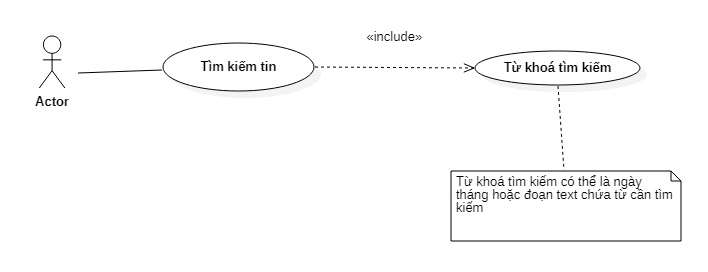 «include»
Tìm kiếm tin
Từ khoá tìm kiếm
Actor
Từ khoá tìm kiếm có thể là ngày
tháng hoặc đoạn text chứa từ cần tìm
kiếm